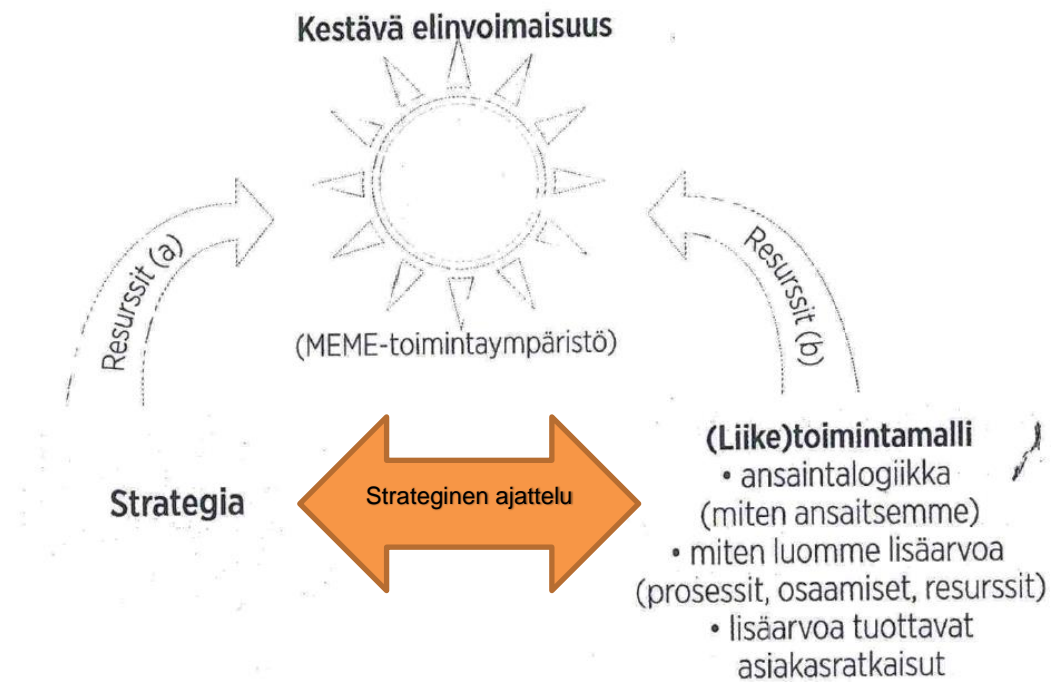 Kestävä elinvoimaisuus
Resurssit (a)
Resurssit (b)
(MEME-toimintaympäristö)
Strategia
Strateginen ajattelu
(Liike)toimintamalli
• ansaintalogiikka
(miten ansaitsemme)
• miten luomme lisäarvoa
(prosessit, osaamiset, resurssit)
• lisäarvoa tuottavat
asiakasratkaisut